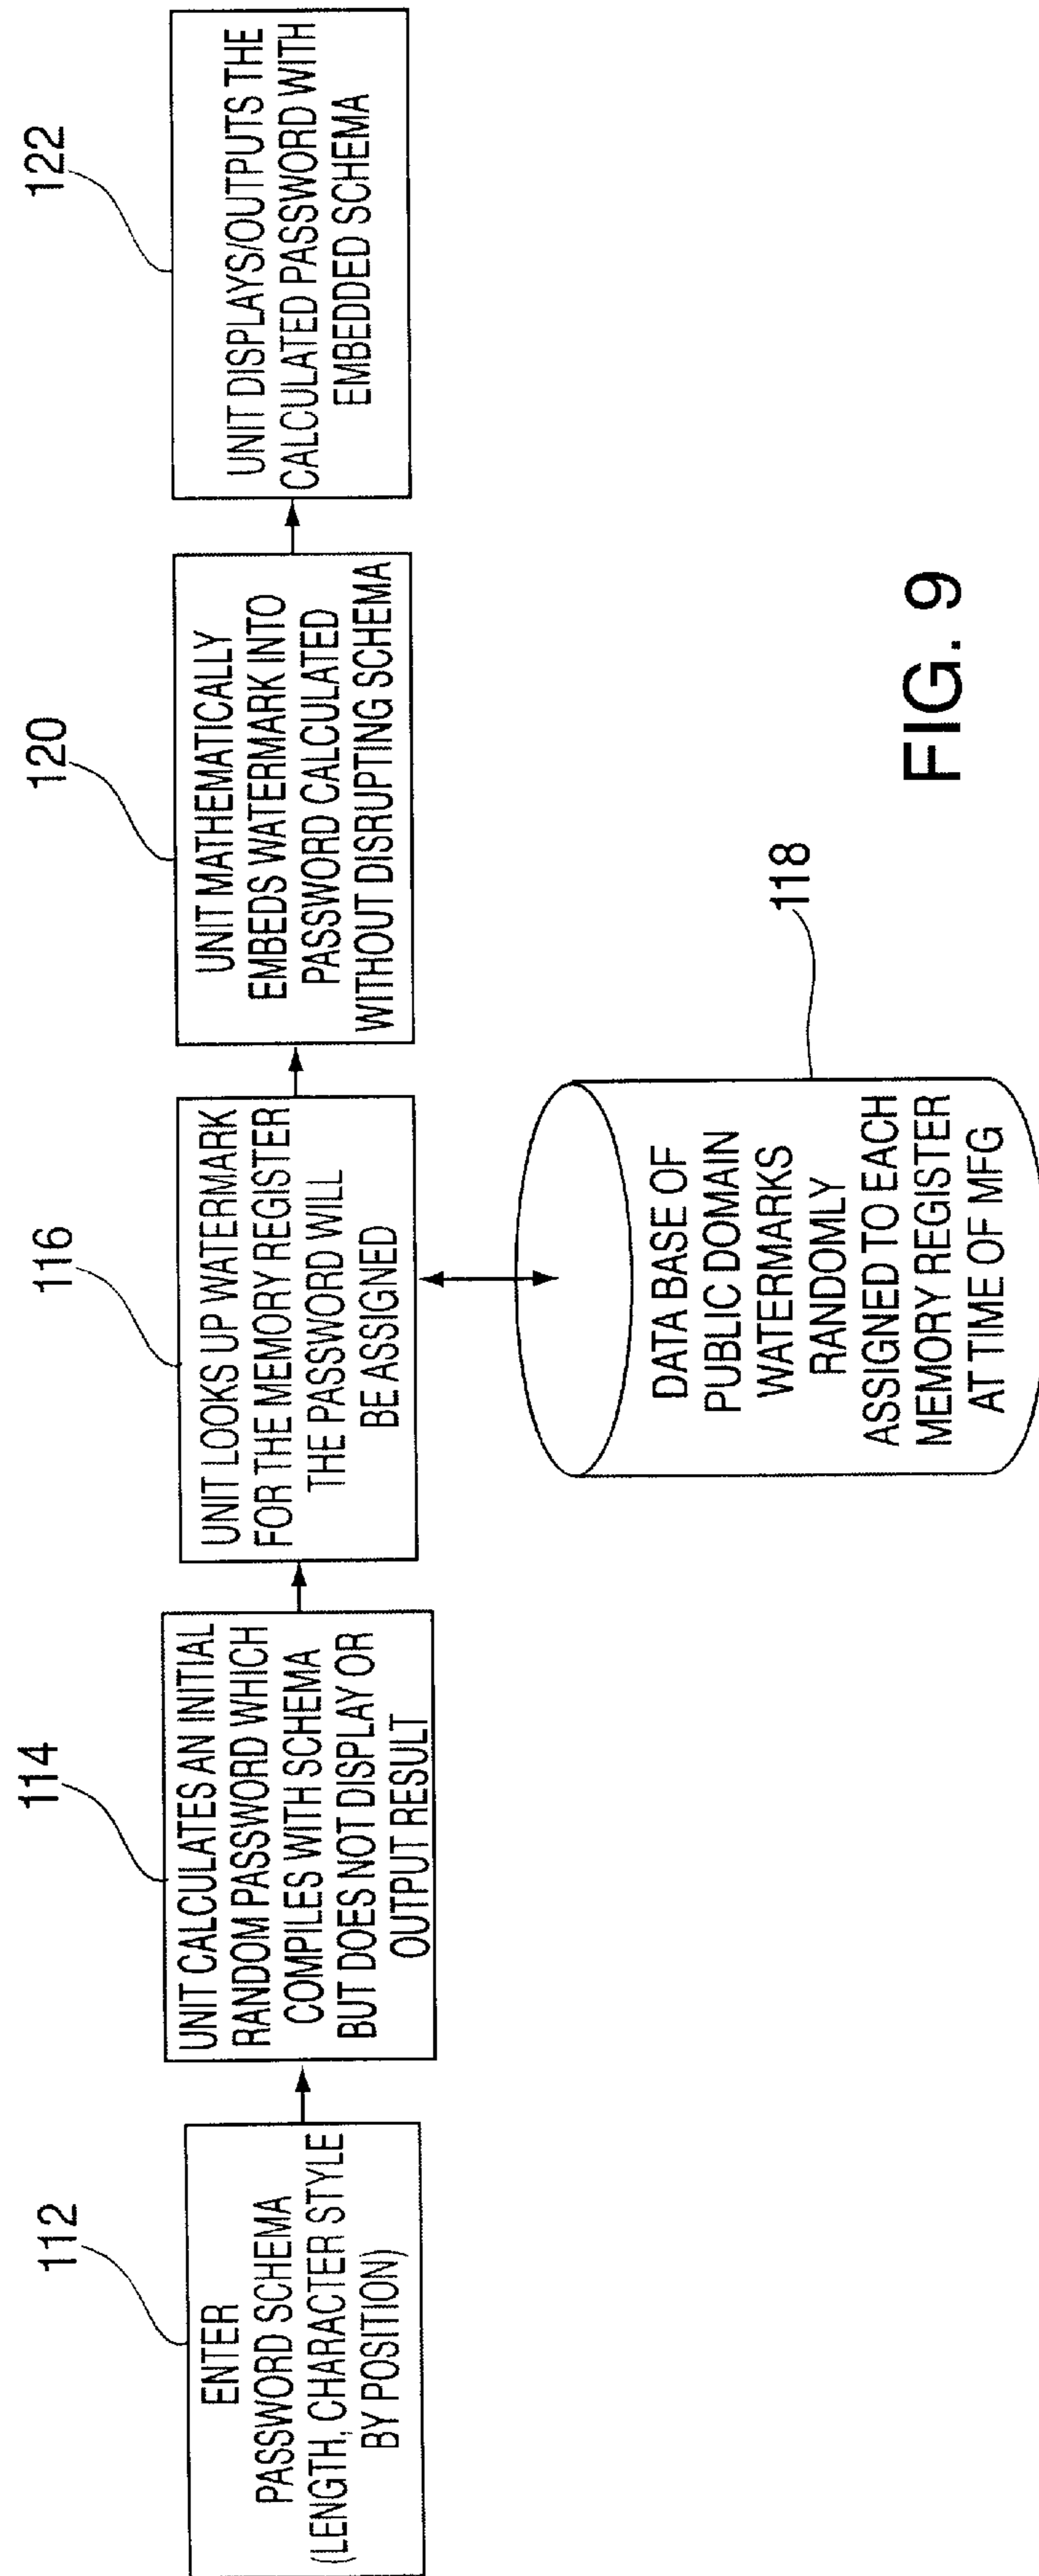 112
ENTER
PASSWORD SCHEMA
(LENGTH, CHARACTER STYLE
BY POSITION)
114
UNIT CALCULATES AN INITIAL
RANDOM PASSWORD WHICH
COMPILES WITH SCHEMA
BUT DOES NOT DISPLAY OR
OUTPUT RESULT
116
UNIT LOOKS UP WATERMARK
FOR THE MEMORY REGISTER
THE PASSWORD WILL
BE ASSIGNED
118
DATA BASE OF
PUBLIC DOMAIN
WATERMARKS
RANDOMLY
ASSIGNED TO EACH
MEMORY REGISTER
AT TIME OF MFG
120
UNIT MATHEMATICALLY
EMBEDS WATERMARK INTO
PASSWORD CALCULATED
WITHOUT DISRUPTING SCHEMA
122
UNIT DISPLAYS/OUTPUTS THE
CALCULATED PASSWORD WITH
EMBEDDED SCHEMA
FIG. 9